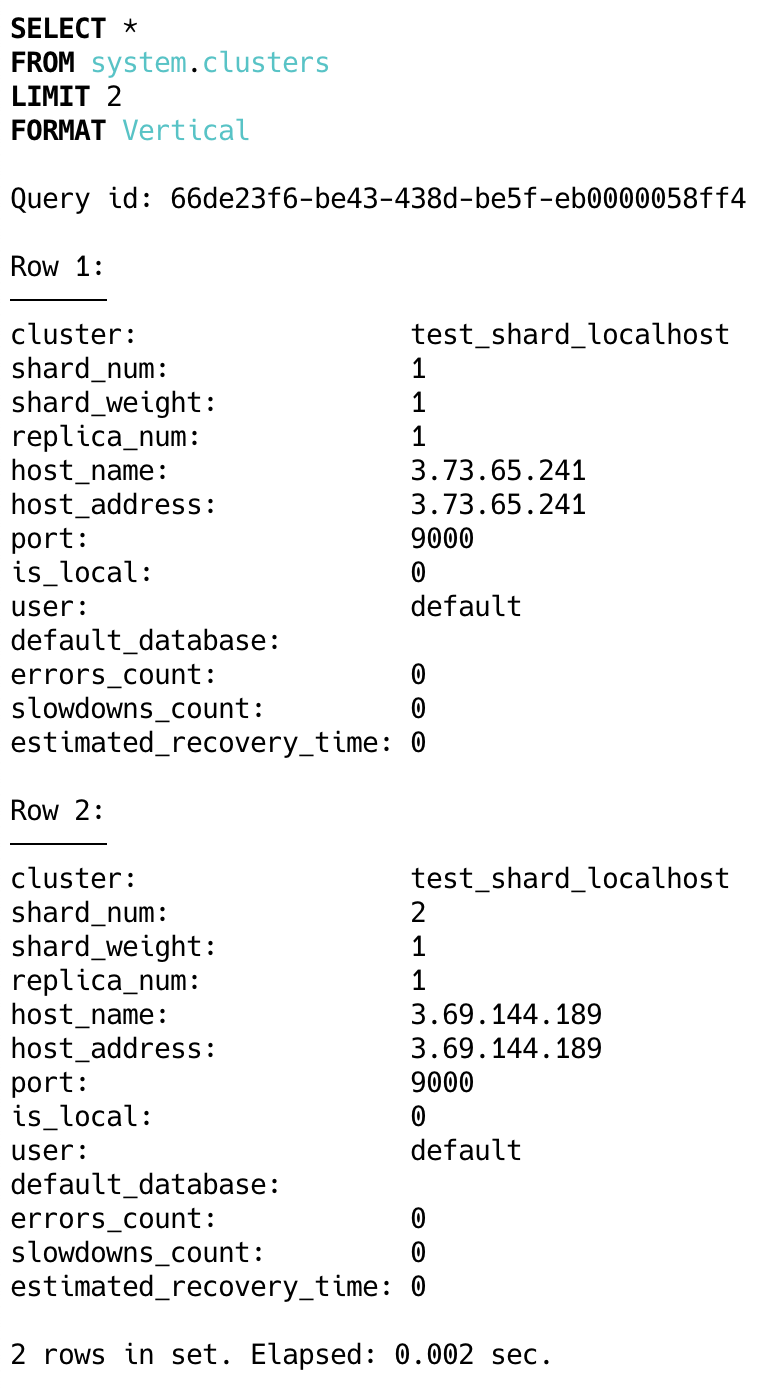 SELECT *
FROM system.clusters
LIMIT 2
FORMAT Vertical
Query id: 66de23f6-be43-438d-be5f-eb0000058ff4
Row 1:
cluster: test_shard_localhost
shard_num: 1
shard_weight: 1
replica_num: 1
host_name: 3.73.65.241
host_address: 3.73.65.241
port: 9000
is_local: 0
user: default
default_database:
errors_count: 0
slowdowns_count: 0
estimated_recovery_time: 0
Row 2:
cluster: test_shard_localhost
shard_num: 2
shard_weight: 1
replica_num: 1
host_name: 3.69.144.189
host_address: 3.69.144.189
port: 9000
is_local: 0
user: default
default_database:
errors_count: 0
slowdowns_count: 0
estimated_recovery_time: 0
2 rows in set. Elapsed: 0.002 sec.